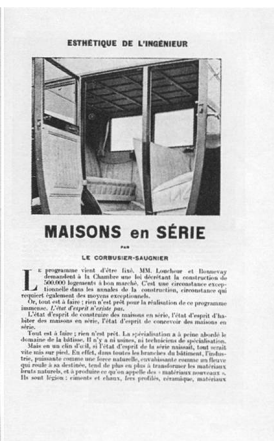 ESTHÉTIQUE DE L'INGÉNIEUR
MAISONS en SÉRIE
PAR
LE CORBUSIER-SAUGNIER
LE programme vient d'être fixé. MM. Loucheur et Bonnevay
demandent à la Chambre une loi décrétant la construction de
500.000 logements à bon marché. C'est une circonstance excep-
tionnelle dans les annales de la construction, circonstance qui
requiert également des moyens exceptionnels.
Or, tout est à faire ; rien n'est prêt pour la réalisation de ce programme
immense. L'état d'esprit n'existe pas.
L'état d'esprit de construire des maisons en série, l'état d'esprit d'ha-
biter des maisons en série, l'état d'esprit de concevoir des maisons en
série.
Tout est à faire ; rien n'est prêt. La spécialisation a à peine abordé le
domaine de la bâtisse. Il n'y a ni usines, ni techniciens de spécialisation.
Mais en un clin d'œil, si l'état d'esprit de la série naissait, tout serait
vite mis sur pied. En effet, dans toutes les branches du bâtiment, l'indus-
trie, puissante comme une force naturelle, envahissante comme un fleuve
qui roule à sa destinée, tend de plus en plus à transformer les matériaux
bruts naturels, et à produire ce qu'on appelle des « matériaux nouveaux ».
Ils sont légion : ciments et chaux, fers profilés, céramique, matériaux